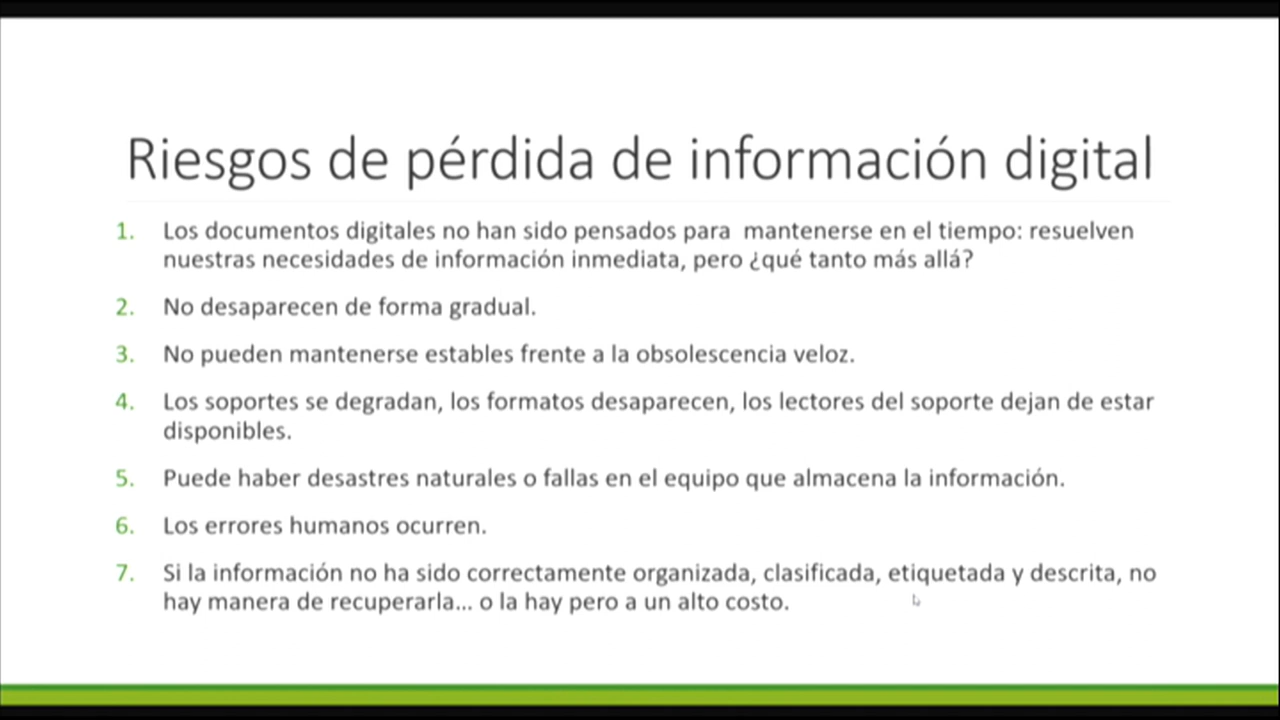 Riesgos de pérdida de información digital
1. Los documentos digitales no han sido pensados para mantenerse en el tiempo: resuelven
nuestras necesidades de información inmediata, pero ¿qué tanto más allá?
2. No desaparecen de forma gradual.
3. No pueden mantenerse estables frente a la obsolescencia veloz.
4. Los soportes se degradan, los formatos desaparecen, los lectores del soporte dejan de estar
disponibles.
5. Puede haber desastres naturales o fallas en el equipo que almacena la información.
6. Los errores humanos ocurren.
7. Si la información no ha sido correctamente organizada, clasificada, etiquetada y descrita, no
hay manera de recuperarla... o la hay pero a un alto costo.